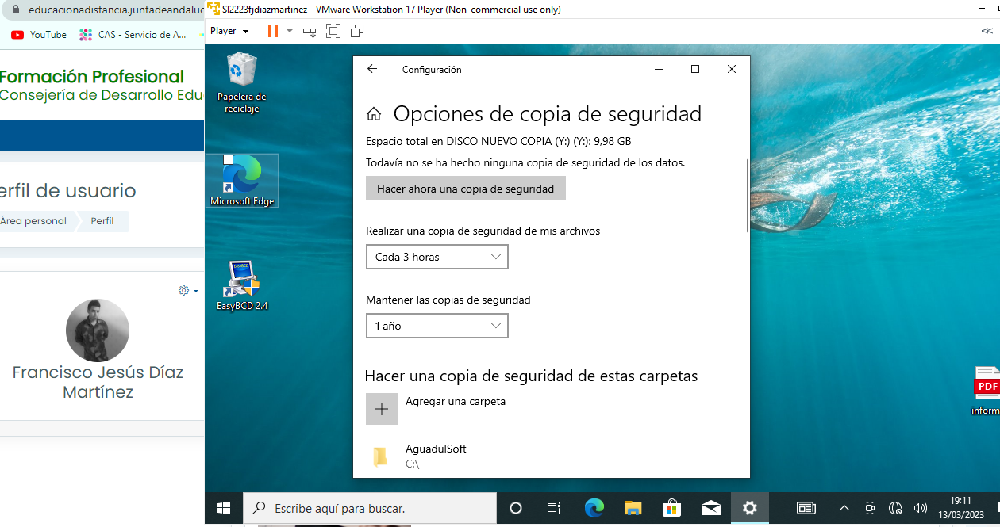 educacionadistancia.juntadeandaluc
YouTube
CAS - Servicio de A...
Formación Profesional
Consejería de Desarrollo Edu
erfil de usuario
Área personal
Perfil
Francisco Jesús Díaz
Martínez
SI2223fjdiazmartinez - VMware Workstation 17 Player (Non-commercial use only)
Player
Papelera de
reciclaje
Microsoft Edge
EasyBCD
EasyBCD 2.4
Configuración
Opciones de copia de seguridad
Espacio total en DISCO NUEVO COPIA (Y:) (Y:): 9,98 GB
Todavía no se ha hecho ninguna copia de seguridad de los datos.
Hacer ahora una copia de seguridad
Realizar una copia de seguridad de mis archivos
Cada 3 horas
Mantener las copias de seguridad
1 año
Hacer una copia de seguridad de estas carpetas
Agregar una carpeta
AguadulSoft
C:\
PDF
inform
Escribe aquí para buscar.
19:11
13/03/2023